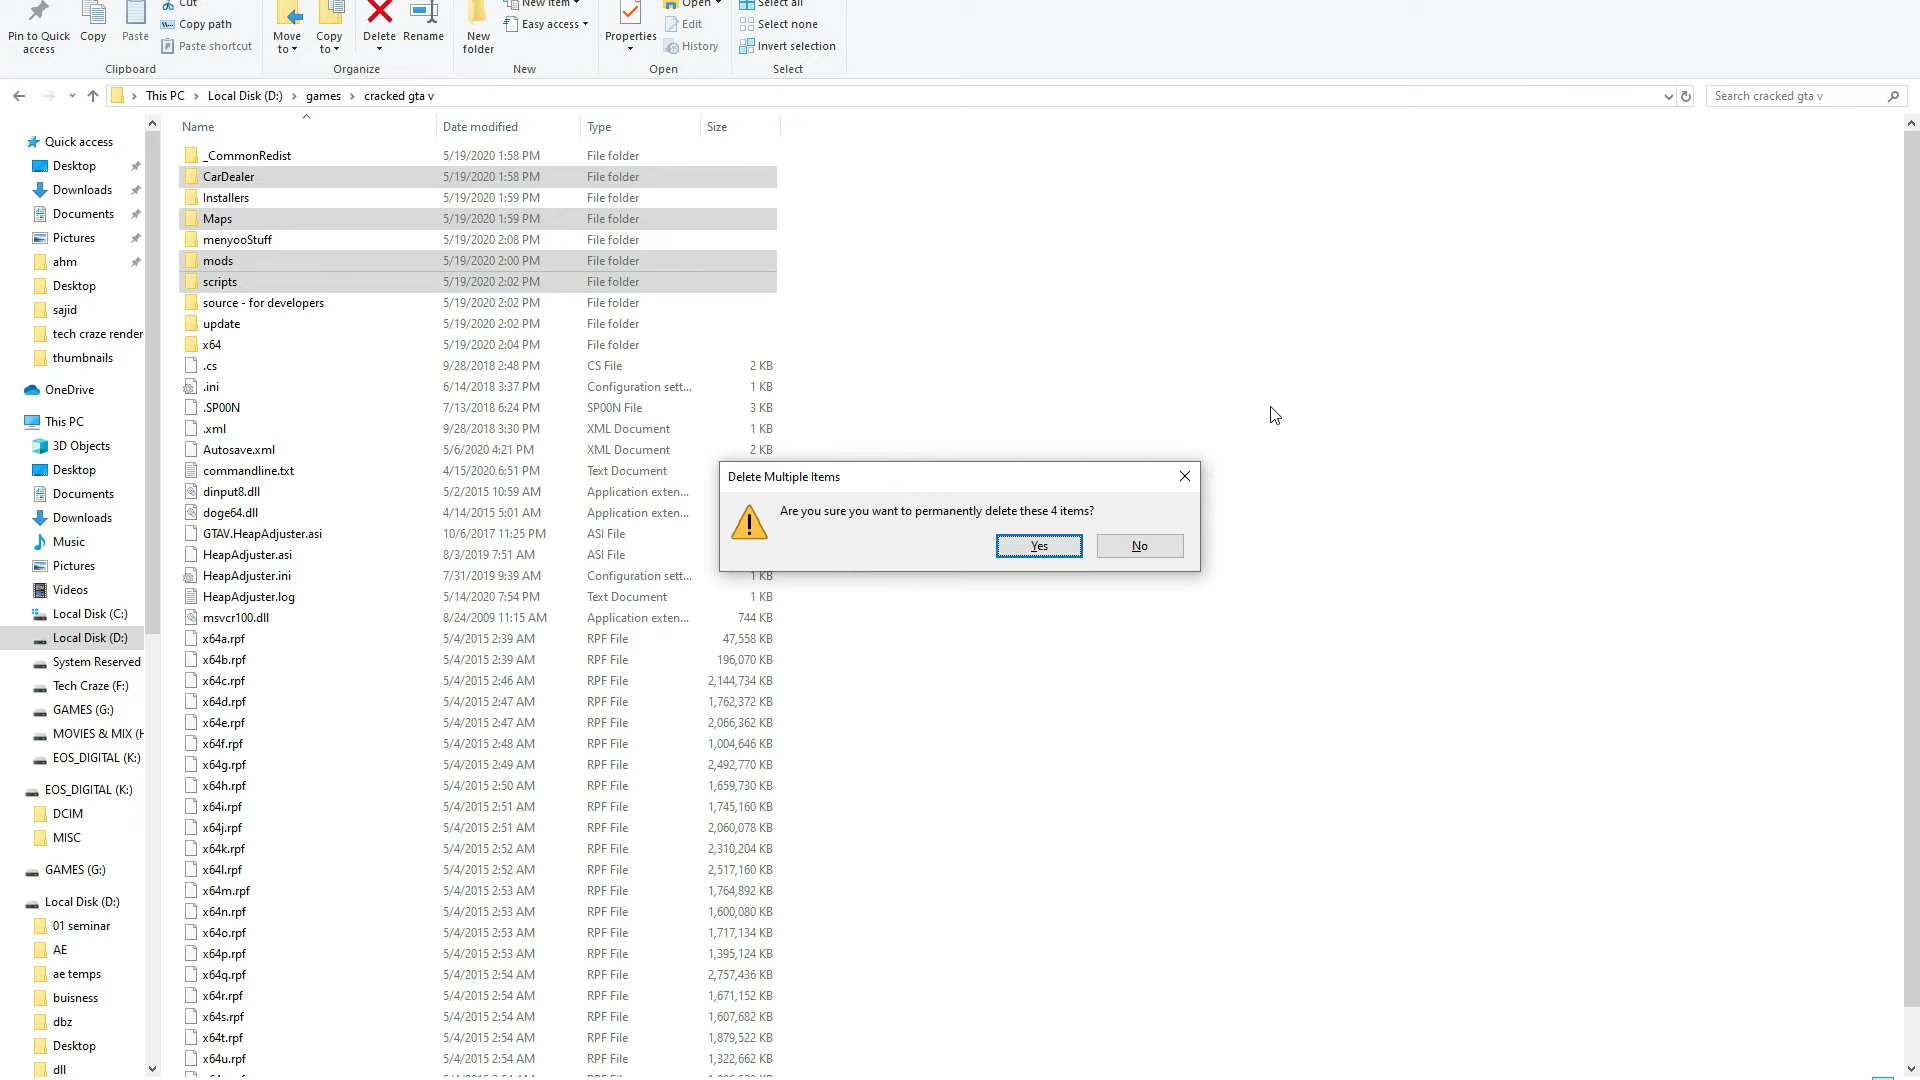 Cut
New item
Open
Select all
Pin to Quick access
Copy
Paste
Copy path
Paste shortcut
Move to
Copy to
Delete
Rename
New folder
Easy access
Properties
Edit
History
Select none
Invert selection
Clipboard
Organize
New
Open
Select
This PC > Local Disk (D:) > games > cracked gta v
Search cracked gta v
Name Date modified Type Size
Quick access
Desktop
Downloads
Documents
Pictures
ahm
Desktop
sajid
tech craze render
thumbnails
OneDrive
This PC
3D Objects
Desktop
Documents
Downloads
Music
Pictures
Videos
Local Disk (C:)
Local Disk (D:)
System Reserved
Tech Craze (F:)
GAMES (G:)
MOVIES & MIX (H
EOS_DIGITAL (K:)
EOS_DIGITAL (K:)
DCIM
MISC
GAMES (G:)
Local Disk (D:)
01 seminar
AE
ae temps
buisness
dbz
Desktop
dll
_CommonRedist 5/19/2020 1:58 PM File folder
CarDealer 5/19/2020 1:58 PM File folder
Installers 5/19/2020 1:59 PM File folder
Maps 5/19/2020 1:59 PM File folder
menyooStuff 5/19/2020 2:08 PM File folder
mods 5/19/2020 2:00 PM File folder
scripts 5/19/2020 2:02 PM File folder
source - for developers 5/19/2020 2:02 PM File folder
update 5/19/2020 2:02 PM File folder
x64 5/19/2020 2:04 PM File folder
.cs 9/28/2018 2:48 PM CS File 2 KB
.ini 6/14/2018 3:37 PM Configuration sett... 1 KB
.SP00N 7/13/2018 6:24 PM SP00N File 3 KB
.xml 9/28/2018 3:30 PM XML Document 1 KB
Autosave.xml 5/6/2020 4:21 PM XML Document 2 KB
commandline.txt 4/15/2020 6:51 PM Text Document
dinput8.dll 5/2/2015 10:59 AM Application exten...
doge64.dll 4/14/2015 5:01 AM Application exten...
GTAV.HeapAdjuster.asi 10/6/2017 11:25 PM ASI File
HeapAdjuster.asi 8/3/2019 7:51 AM ASI File
HeapAdjuster.ini 7/31/2019 9:39 AM Configuration sett... 1 KB
HeapAdjuster.log 5/14/2020 7:54 PM Text Document 1 KB
msvcr100.dll 8/24/2009 11:15 AM Application exten... 744 KB
x64a.rpf 5/4/2015 2:39 AM RPF File 47,558 KB
x64b.rpf 5/4/2015 2:39 AM RPF File 196,070 KB
x64c.rpf 5/4/2015 2:46 AM RPF File 2,144,734 KB
x64d.rpf 5/4/2015 2:47 AM RPF File 1,762,372 KB
x64e.rpf 5/4/2015 2:47 AM RPF File 2,066,362 KB
x64f.rpf 5/4/2015 2:48 AM RPF File 1,004,646 KB
x64g.rpf 5/4/2015 2:49 AM RPF File 2,492,770 KB
x64h.rpf 5/4/2015 2:50 AM RPF File 1,659,730 KB
x64i.rpf 5/4/2015 2:51 AM RPF File 1,745,160 KB
x64j.rpf 5/4/2015 2:51 AM RPF File 2,060,078 KB
x64k.rpf 5/4/2015 2:52 AM RPF File 2,310,204 KB
x64l.rpf 5/4/2015 2:52 AM RPF File 2,517,160 KB
x64m.rpf 5/4/2015 2:53 AM RPF File 1,764,892 KB
x64n.rpf 5/4/2015 2:53 AM RPF File 1,600,080 KB
x64o.rpf 5/4/2015 2:53 AM RPF File 1,717,134 KB
x64p.rpf 5/4/2015 2:53 AM RPF File 1,395,124 KB
x64q.rpf 5/4/2015 2:54 AM RPF File 2,757,436 KB
x64r.rpf 5/4/2015 2:54 AM RPF File 1,671,152 KB
x64s.rpf 5/4/2015 2:54 AM RPF File 1,607,682 KB
x64t.rpf 5/4/2015 2:54 AM RPF File 1,879,522 KB
x64u.rpf 5/4/2015 2:54 AM RPF File 1,322,662 KB
Delete Multiple Items
Are you sure you want to permanently delete these 4 items?
Yes
No